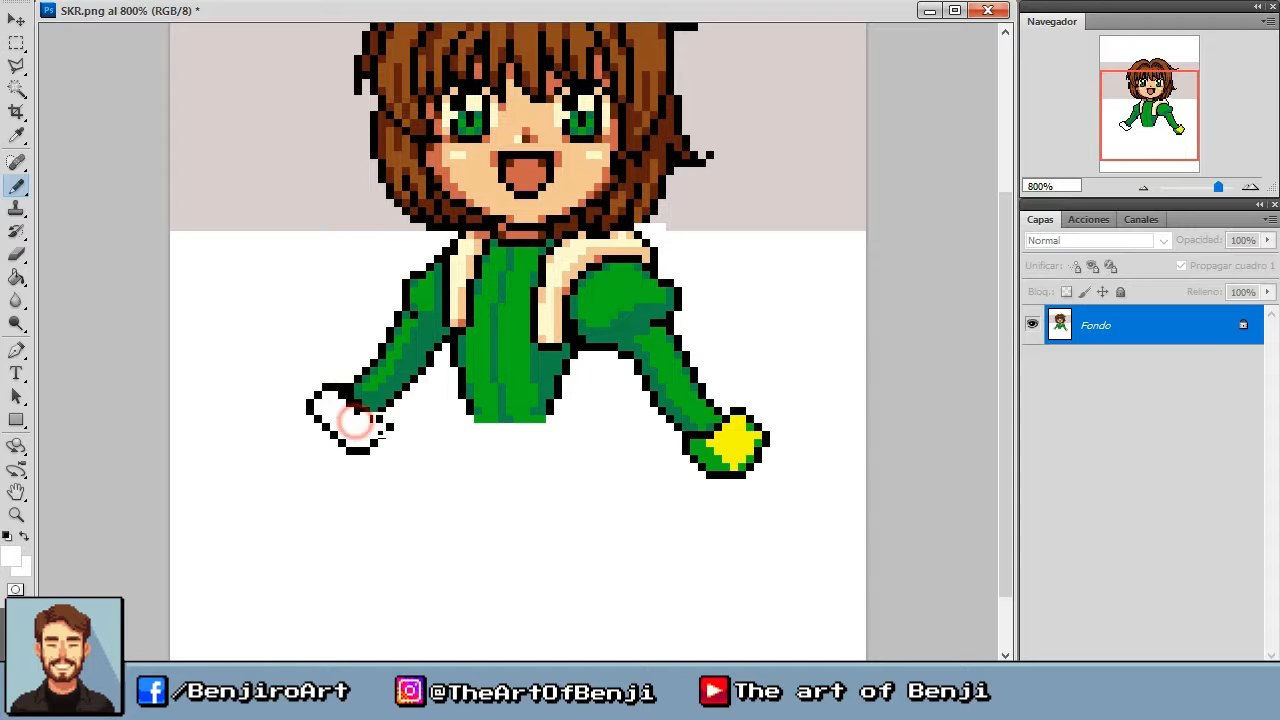 SKR.png al 800% (RGB/8) *
Navegador
800%
Capas
Acciones
Canales
Normal
Opacidad: 100%
Unificar:
Propagar cuadro 1
Bloq.:
Relleno: 100%
Fondo
T
/BenjiroArt
@TheArtOfBenji
The art of Benji